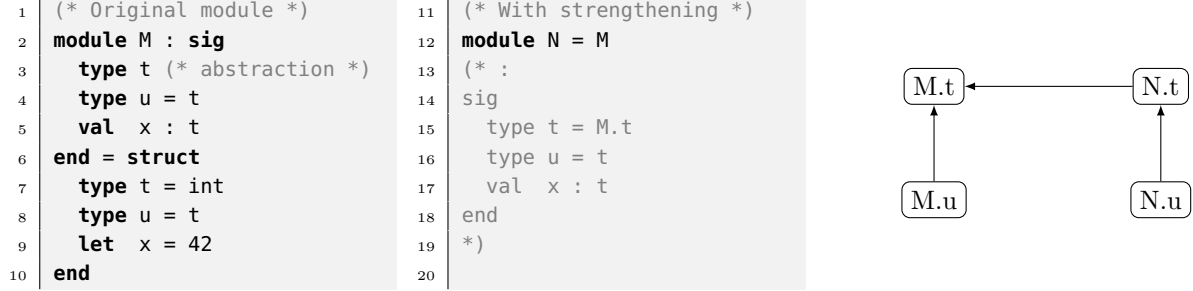 1 (* Original module *)
2 module M : sig
3   type t (* abstraction *)
4   type u = t
5   val  x : t
6 end = struct
7   type t = int
8   type u = t
9   let  x = 42
10 end
11 (* With strengthening *)
12 module N = M
13 (* :
14 sig
15   type t = M.t
16   type u = t
17   val  x : t
18 end
19 *)
20
M.t N.t
M.u N.u